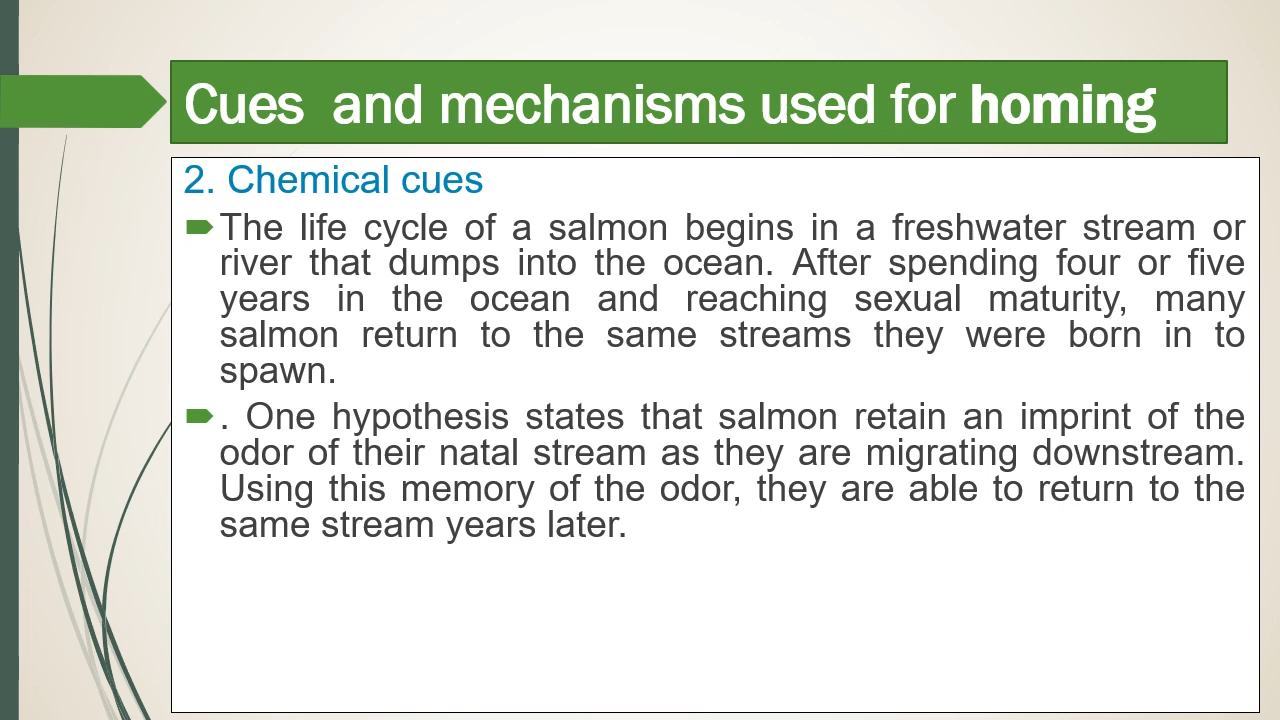 Cues  and mechanisms used for homing
2. Chemical cues
The life cycle of a salmon begins in a freshwater stream or
river that dumps into the ocean. After spending four or five
years in the ocean and reaching sexual maturity, many
salmon return to the same streams they were born in to
spawn.
. One hypothesis states that salmon retain an imprint of the
odor of their natal stream as they are migrating downstream.
Using this memory of the odor, they are able to return to the
same stream years later.